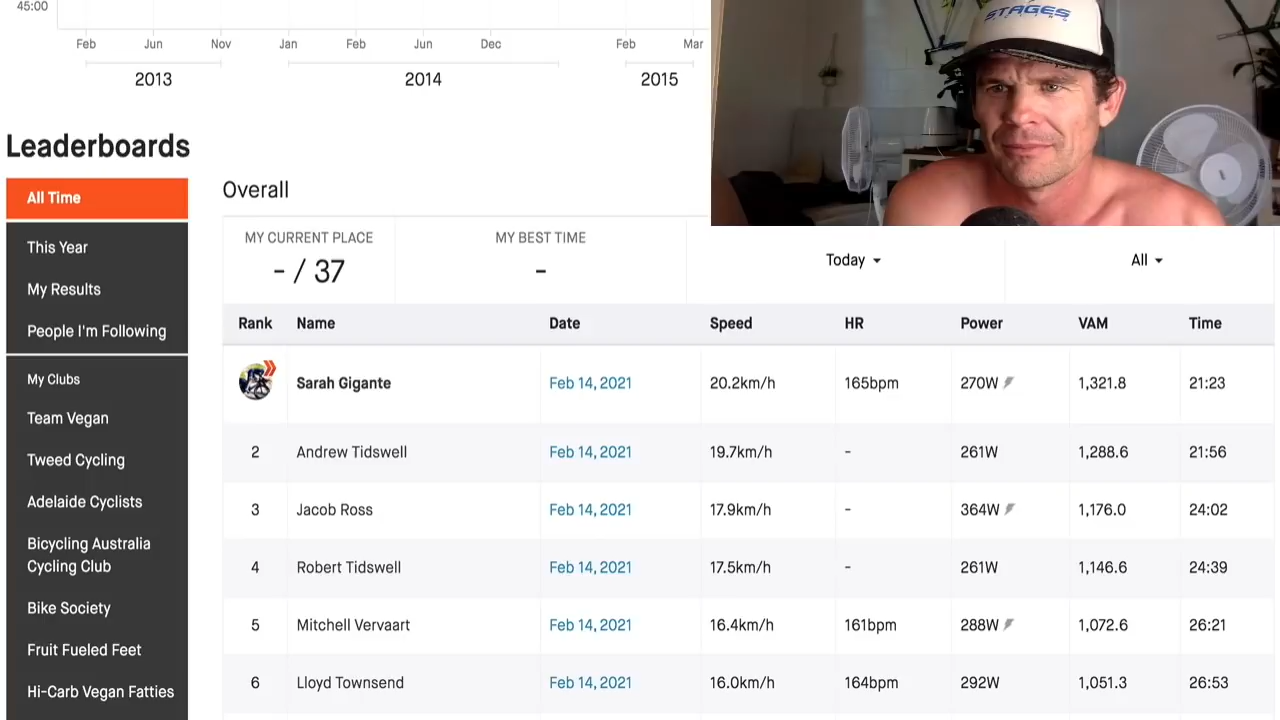 45:00
Feb Jun Nov Jan Feb Jun Dec Feb Mar
2013 2014 2015
STAGES
Leaderboards
All Time
This Year
My Results
People I'm Following
My Clubs
Team Vegan
Tweed Cycling
Adelaide Cyclists
Bicycling Australia
Cycling Club
Bike Society
Fruit Fueled Feet
Hi-Carb Vegan Fatties
Overall
MY CURRENT PLACE MY BEST TIME
- / 37 - Today All
Rank Name Date Speed HR Power VAM Time
Sarah Gigante Feb 14, 2021 20.2km/h 165bpm 270W 1,321.8 21:23
2 Andrew Tidswell Feb 14, 2021 19.7km/h - 261W 1,288.6 21:56
3 Jacob Ross Feb 14, 2021 17.9km/h - 364W 1,176.0 24:02
4 Robert Tidswell Feb 14, 2021 17.5km/h - 261W 1,146.6 24:39
5 Mitchell Vervaart Feb 14, 2021 16.4km/h 161bpm 288W 1,072.6 26:21
6 Lloyd Townsend Feb 14, 2021 16.0km/h 164bpm 292W 1,051.3 26:53